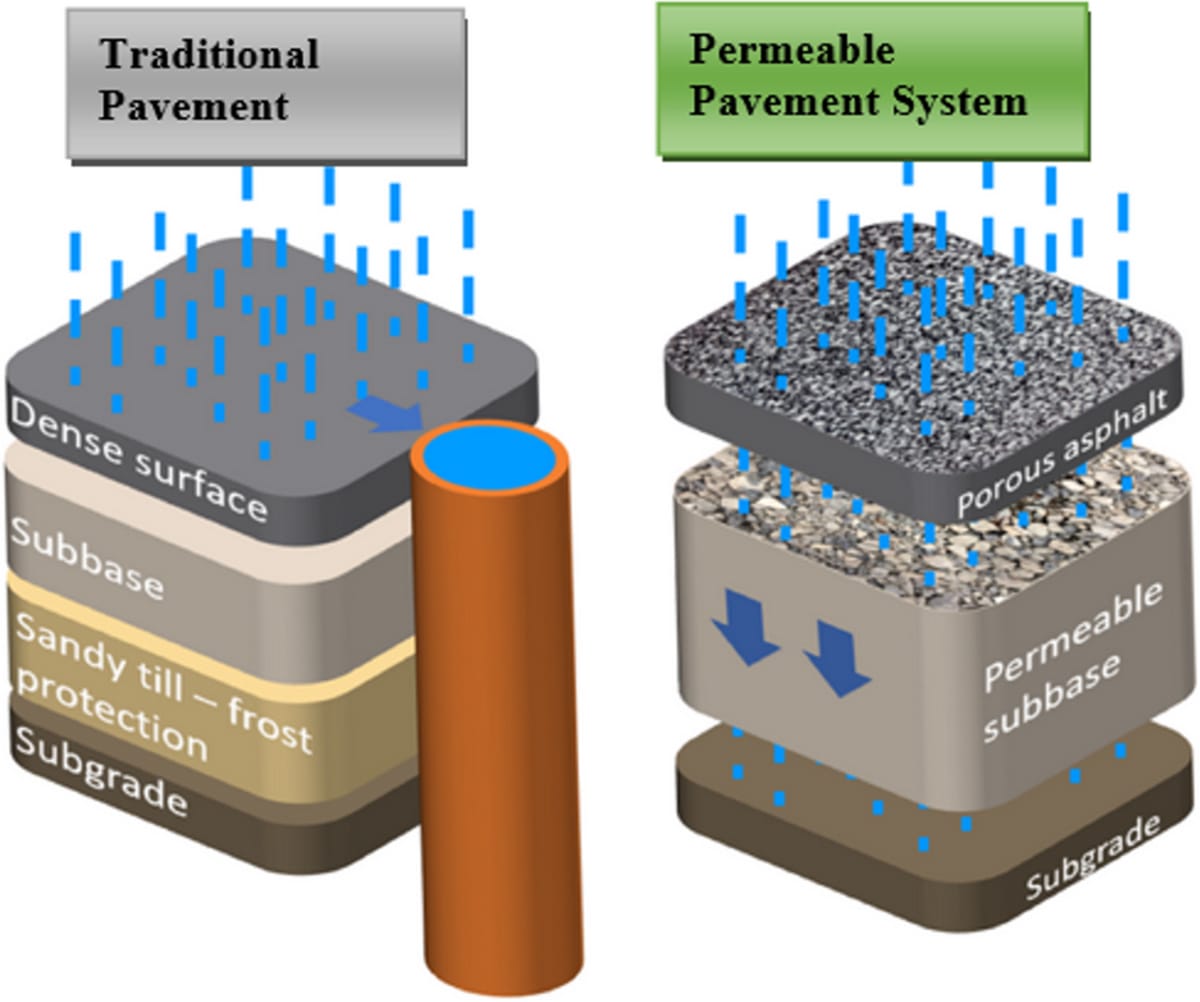 Traditional
Pavement
Dense surface
Subbase
Sandy till – frost
protection
Subgrade
Permeable
Pavement System
Porous asphalt
Permeable
subbase
Subgrade